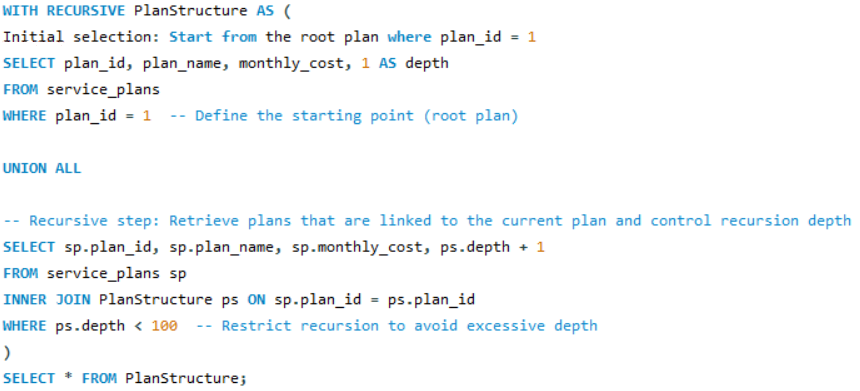 WITH RECURSIVE PlanStructure AS (
Initial selection: Start from the root plan where plan_id = 1
SELECT plan_id, plan_name, monthly_cost, 1 AS depth
FROM service_plans
WHERE plan_id = 1  -- Define the starting point (root plan)
UNION ALL
-- Recursive step: Retrieve plans that are linked to the current plan and control recursion depth
SELECT sp.plan_id, sp.plan_name, sp.monthly_cost, ps.depth + 1
FROM service_plans sp
INNER JOIN PlanStructure ps ON sp.plan_id = ps.plan_id
WHERE ps.depth < 100  -- Restrict recursion to avoid excessive depth
)
SELECT * FROM PlanStructure;